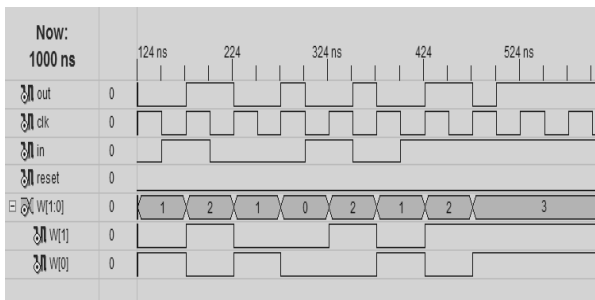 Now:
1000 ns
124 ns 224 324 ns 424 524 ns
out 0
clk 0
in 0
reset 0
W[1:0] 0 1 2 1 0 2 1 2 3
W[1] 0
W[0] 0